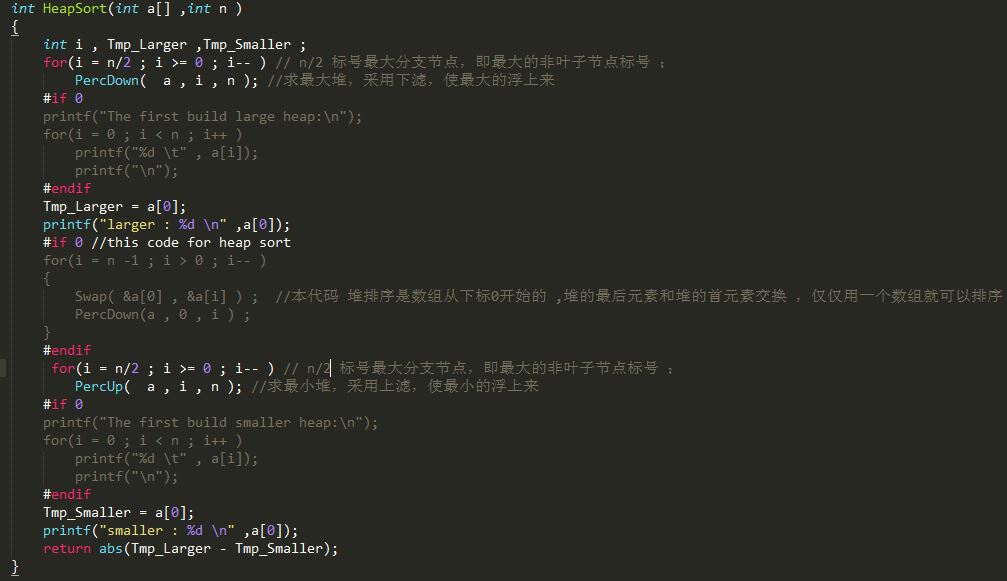 int HeapSort(int a[] ,int n )
{
    int i , Tmp_Larger ,Tmp_Smaller ;
    for(i = n/2 ; i >= 0 ; i-- ) // n/2 标号最大分支节点，即最大的非叶子节点标号 ；
        PercDown(  a , i , n ); //求最大堆，采用下滤，使最大的浮上来
    #if 0
    printf("The first build large heap:\n");
    for(i = 0 ; i < n ; i++ )
        printf("%d \t" , a[i]);
        printf("\n");
    #endif
    Tmp_Larger = a[0];
    printf("larger : %d \n" ,a[0]);
    #if 0 //this code for heap sort
    for(i = n -1 ; i > 0 ; i-- )
    {
        Swap( &a[0] , &a[i] ) ;  //本代码 堆排序是数组从下标0开始的 ,堆的最后元素和堆的首元素交换 ，仅仅用一个数组就可以排序
        PercDown(a , 0 , i ) ;
    }
    #endif
     for(i = n/2 ; i >= 0 ; i-- ) // n/2 标号最大分支节点，即最大的非叶子节点标号 ；
        PercUp(  a , i , n ); //求最小堆，采用上滤，使最小的浮上来
    #if 0
    printf("The first build smaller heap:\n");
    for(i = 0 ; i < n ; i++ )
        printf("%d \t" , a[i]);
        printf("\n");
    #endif
    Tmp_Smaller = a[0];
    printf("smaller : %d \n" ,a[0]);
    return abs(Tmp_Larger - Tmp_Smaller);
}